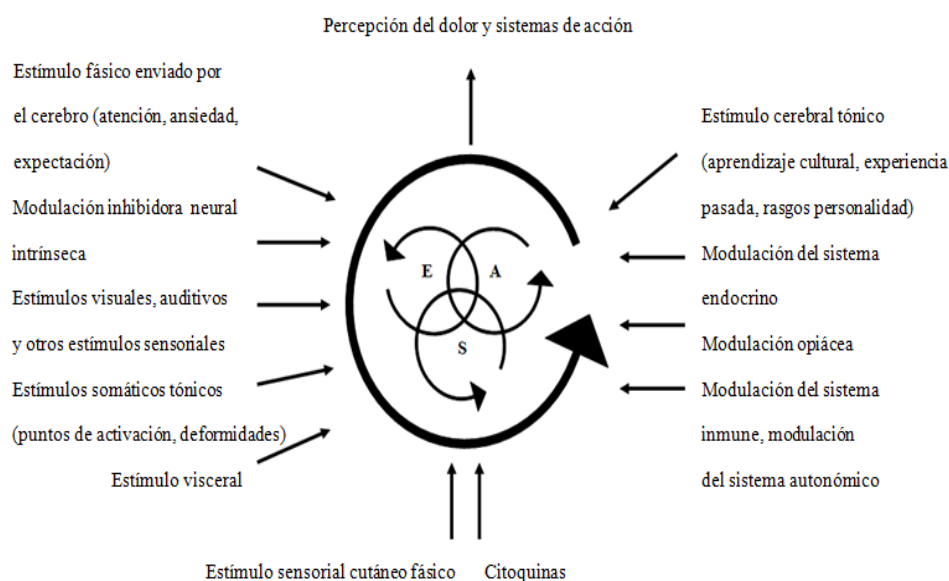 Percepción del dolor y sistemas de acción
Estímulo fásico enviado por
el cerebro (atención, ansiedad,
expectación)
Modulación inhibidora neural
intrínseca
Estímulos visuales, auditivos
y otros estímulos sensoriales
Estímulos somáticos tónicos
(puntos de activación, deformidades)
Estímulo visceral
E
A
S
Estímulo cerebral tónico
(aprendizaje cultural, experiencia
pasada, rasgos personalidad)
Modulación del sistema
endocrino
Modulación opiácea
Modulación del sistema
inmune, modulación
del sistema autonómico
Estímulo sensorial cutáneo fásico
Citoquinas